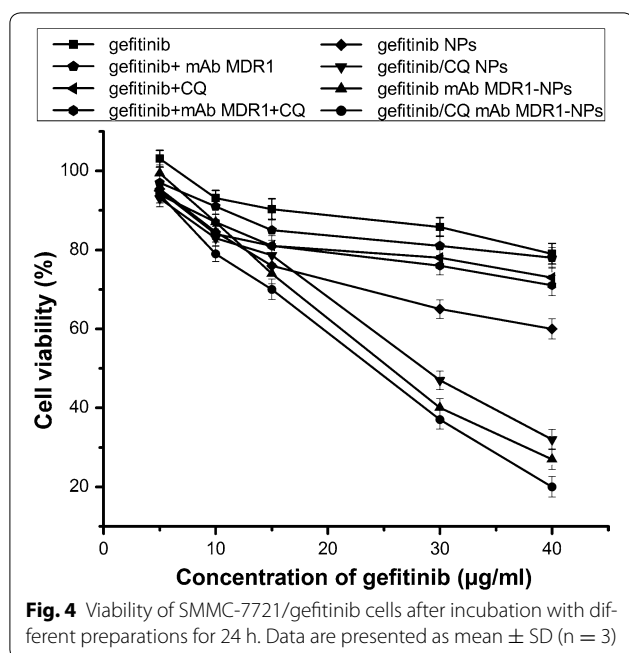 gefitinib
gefitinib+ mAb MDR1
gefitinib+CQ
gefitinib+mAb MDR1+CQ
gefitinib NPs
gefitinib/CQ NPs
gefitinib mAb MDR1-NPs
gefitinib/CQ mAb MDR1-NPs
100
80
60
40
20
Cell viability (%)
0
10
20
30
40
Concentration of gefitinib (μg/ml)
Fig. 4 Viability of SMMC-7721/gefitinib cells after incubation with dif-
ferent preparations for 24 h. Data are presented as mean ± SD (n = 3)